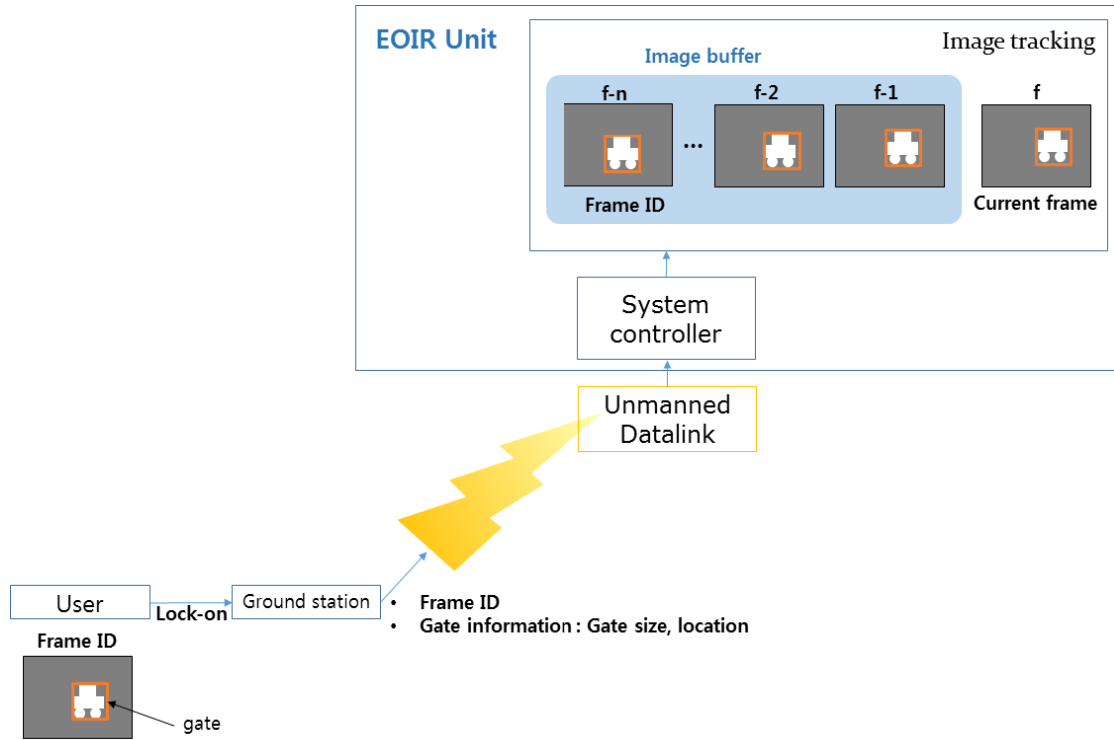 EOIR Unit
Image tracking
Image buffer
f-n
f-2
f-1
f
...
Frame ID
Current frame
System
controller
Unmanned
Datalink
User
Lock-on
Ground station
• Frame ID
• Gate information : Gate size, location
Frame ID
gate